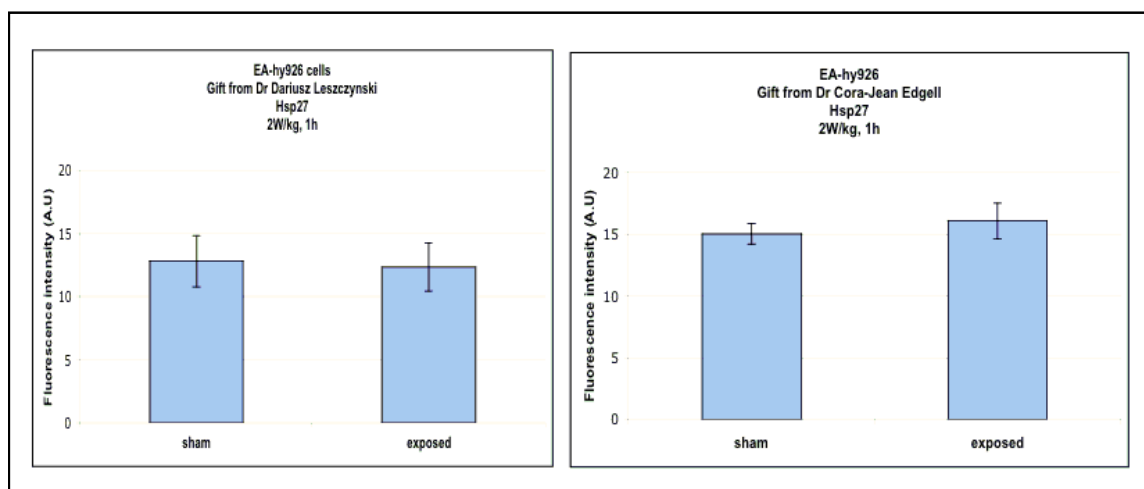 EA-hy926 cells
Gift from Dr Dariusz Leszczynski
Hsp27
2W/kg, 1h
Fluorescence intensity (A.U)
20
15
10
5
0
sham
exposed
EA-hy926
Gift from Dr Cora-Jean Edgell
Hsp27
2W/kg, 1h
Fluorescence intensity (A.U)
20
15
10
5
0
sham
exposed